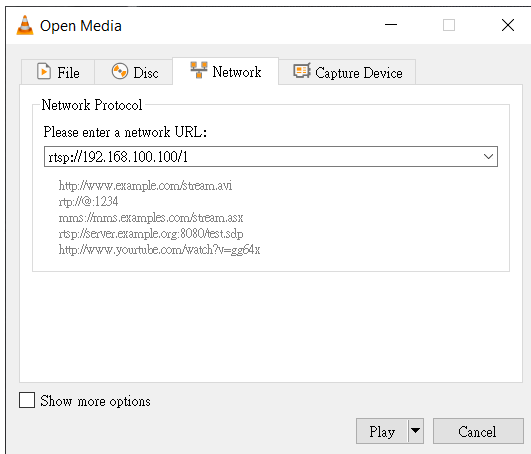 Open Media
File Disc Network Capture Device
Network Protocol
Please enter a network URL:
rtsp://192.168.100.100/1
http://www.example.com/stream.avi
rtp://@:1234
mms://mms.examples.com/stream.asx
rtsp://server.example.org:8080/test.sdp
http://www.yourtube.com/watch?v=gg64x
Show more options
Play Cancel